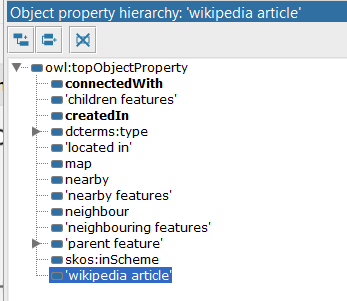 Object property hierarchy: 'wikipedia article'
owl:topObjectProperty
connectedWith
'children features'
createdIn
dcterms:type
'located in'
map
nearby
'nearby features'
neighbour
'neighbouring features'
'parent feature'
skos:inScheme
'wikipedia article'